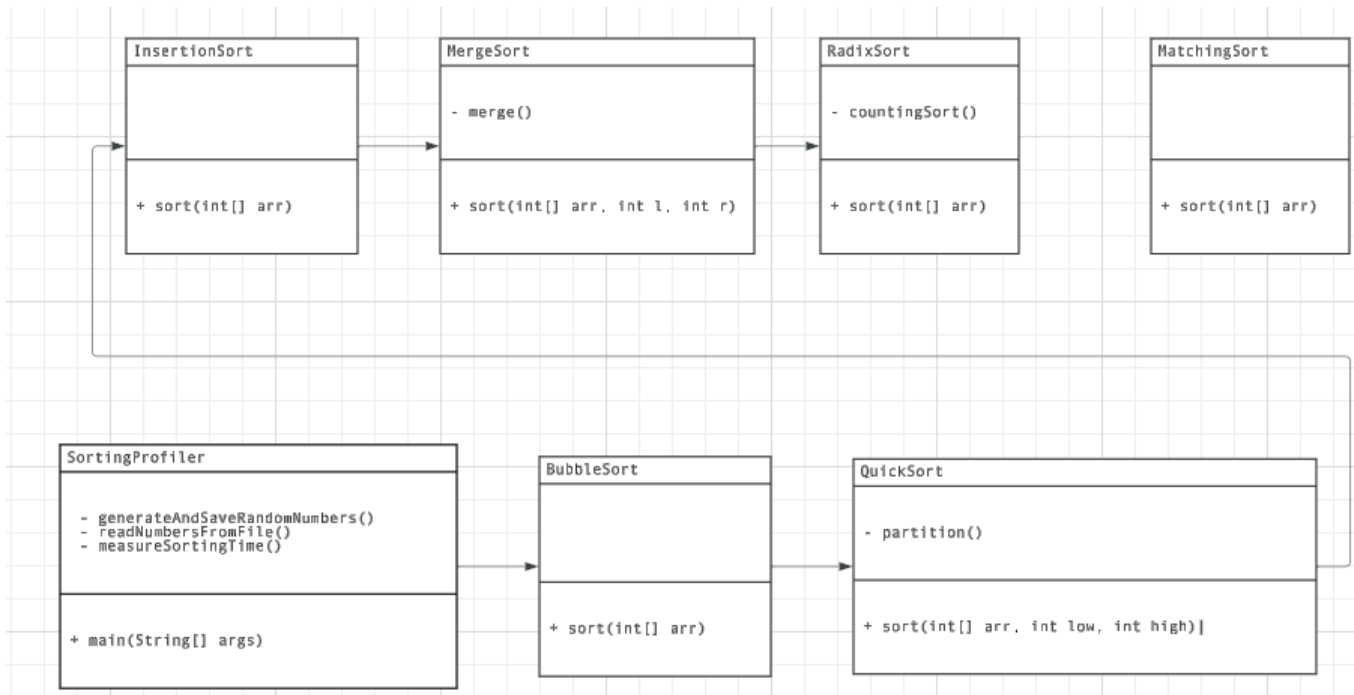 InsertionSort
+ sort(int[] arr)
MergeSort
- merge()
+ sort(int[] arr, int l, int r)
RadixSort
- countingSort()
+ sort(int[] arr)
MatchingSort
+ sort(int[] arr)
SortingProfiler
- generateAndSaveRandomNumbers()
- readNumbersFromFile()
- measureSortingTime()
+ main(String[] args)
BubbleSort
+ sort(int[] arr)
QuickSort
- partition()
+ sort(int[] arr, int low, int high)